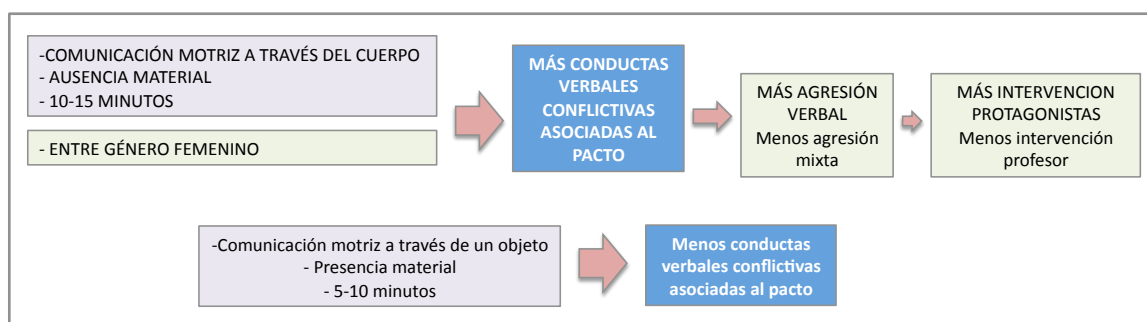 -COMUNICACIÓN MOTRIZ A TRAVÉS DEL CUERPO
- AUSENCIA MATERIAL
- 10-15 MINUTOS
- ENTRE GÉNERO FEMENINO
MÁS CONDUCTAS
VERBALES
CONFLICTIVAS
ASOCIADAS AL
PACTO
MÁS AGRESIÓN
VERBAL
Menos agresión
mixta
MÁS INTERVENCION
PROTAGONISTAS
Menos intervención
profesor
-Comunicación motriz a través de un objeto
- Presencia material
- 5-10 minutos
Menos conductas
verbales conflictivas
asociadas al pacto